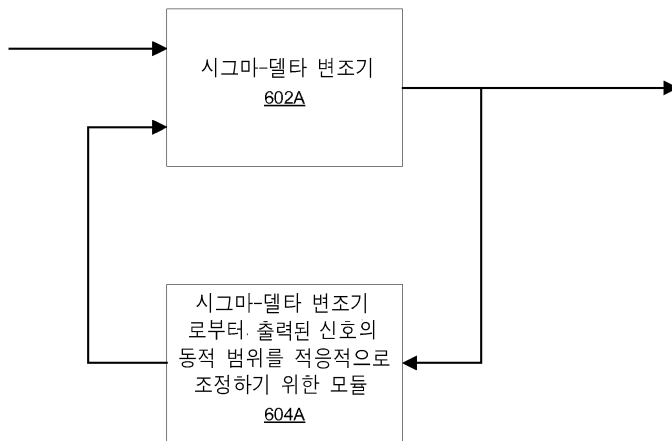 시그마-델타 변조기
602A
시그마-델타 변조기
로부터. 출력된 신호의
동적 범위를 적응적으로
조정하기 위한 모듈
604A